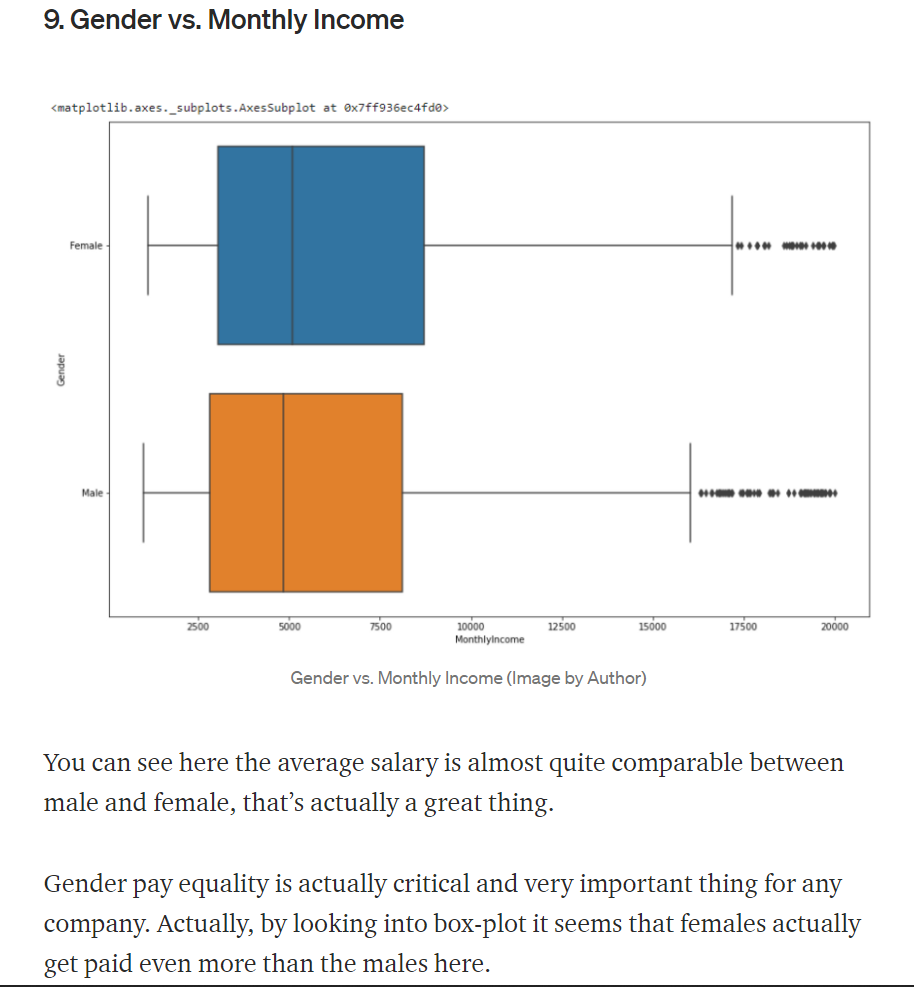 9. Gender vs. Monthly Income
<matplotlib.axes._subplots.AxesSubplot at 0x7ff936ec4fd0>
Female
Gender
Male
2500 5000 7500 10000 12500 15000 17500 20000
MonthlyIncome
Gender vs. Monthly Income (Image by Author)
You can see here the average salary is almost quite comparable between
male and female, that’s actually a great thing.
Gender pay equality is actually critical and very important thing for any
company. Actually, by looking into box-plot it seems that females actually
get paid even more than the males here.